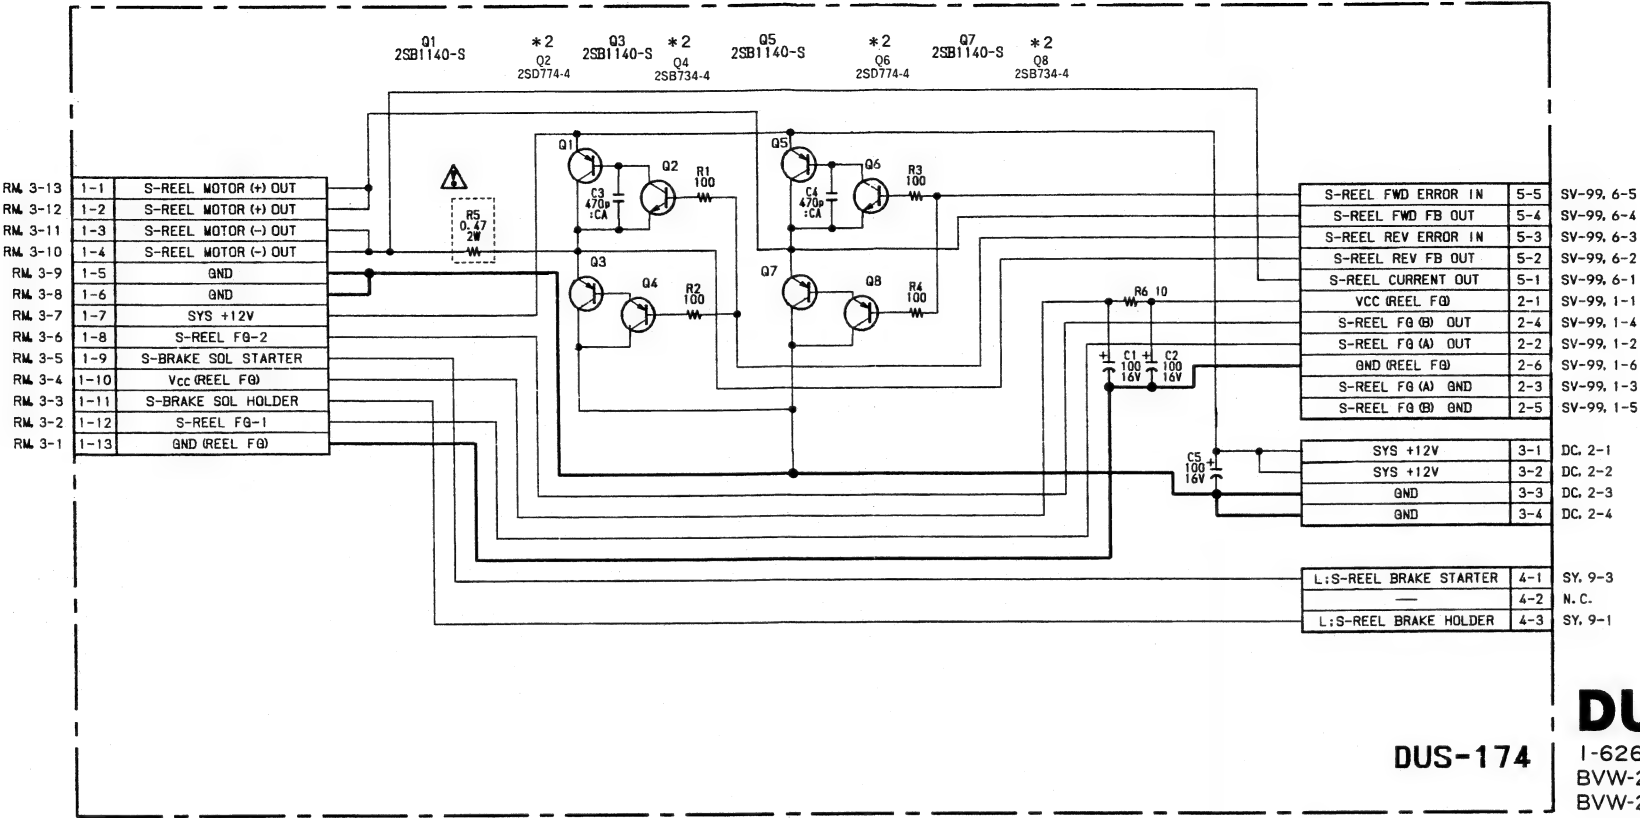 Q1 *2 Q3 *2 Q5 *2 Q7 *2
2SB1140-S Q2 2SB1140-S Q4 2SB1140-S Q6 2SB1140-S Q8
2SD774-4 2SB734-4 2SD774-4 2SB734-4
Q1
Q2
C3
470p
:CA
R1
100
Q5
Q6
C4
470p
:CA
R3
100
R5
0.47
2W
Q3
Q4
R2
100
Q7
Q8
R4
100
R6 10
C1
100
16V
C2
100
16V
C5
100
16V
+
+
+
RM, 3-13 1-1 S-REEL MOTOR (+) OUT
RM, 3-12 1-2 S-REEL MOTOR (+) OUT
RM, 3-11 1-3 S-REEL MOTOR (-) OUT
RM, 3-10 1-4 S-REEL MOTOR (-) OUT
RM, 3-9 1-5 GND
RM, 3-8 1-6 GND
RM, 3-7 1-7 SYS +12V
RM, 3-6 1-8 S-REEL FG-2
RM, 3-5 1-9 S-BRAKE SOL STARTER
RM, 3-4 1-10 Vcc (REEL FG)
RM, 3-3 1-11 S-BRAKE SOL HOLDER
RM, 3-2 1-12 S-REEL FG-1
RM, 3-1 1-13 GND (REEL FG)
S-REEL FWD ERROR IN 5-5 SV-99, 6-5
S-REEL FWD FB OUT 5-4 SV-99, 6-4
S-REEL REV ERROR IN 5-3 SV-99, 6-3
S-REEL REV FB OUT 5-2 SV-99, 6-2
S-REEL CURRENT OUT 5-1 SV-99, 6-1
VCC (REEL FG) 2-1 SV-99, 1-1
S-REEL FG (B) OUT 2-4 SV-99, 1-4
S-REEL FG (A) OUT 2-2 SV-99, 1-2
GND (REEL FG) 2-6 SV-99, 1-6
S-REEL FG (A) GND 2-3 SV-99, 1-3
S-REEL FG (B) GND 2-5 SV-99, 1-5
SYS +12V 3-1 DC, 2-1
SYS +12V 3-2 DC, 2-2
GND 3-3 DC, 2-3
GND 3-4 DC, 2-4
L:S-REEL BRAKE STARTER 4-1 SY, 9-3
— 4-2 N.C.
L:S-REEL BRAKE HOLDER 4-3 SY, 9-1
DUS-174
DU
1-626
BVW-2
BVW-2